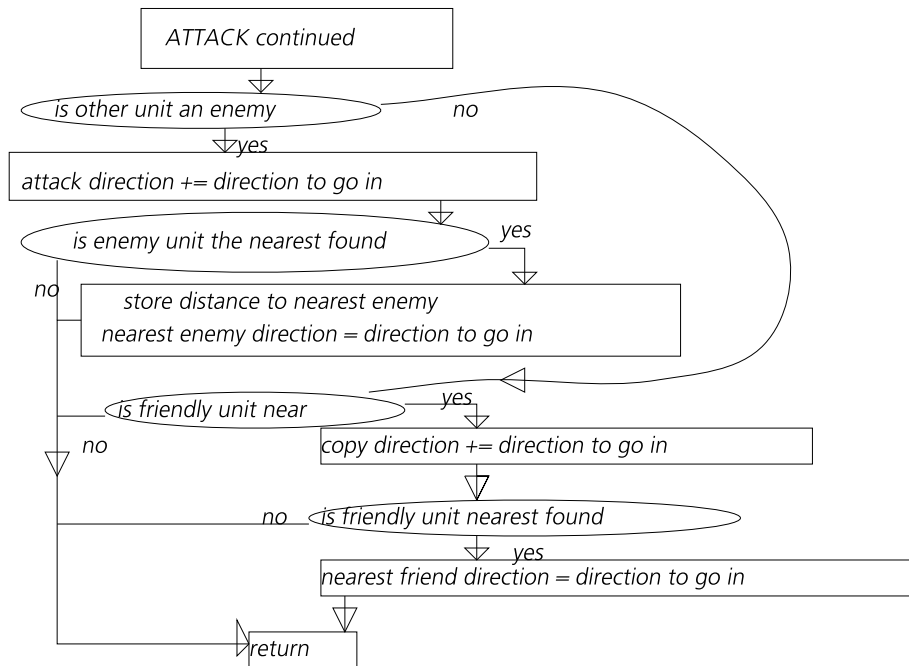 ATTACK continued
is other unit an enemy
no
yes
attack direction += direction to go in
is enemy unit the nearest found
yes
no
store distance to nearest enemy
nearest enemy direction = direction to go in
is friendly unit near
yes
no
copy direction += direction to go in
no
is friendly unit nearest found
yes
nearest friend direction = direction to go in
return